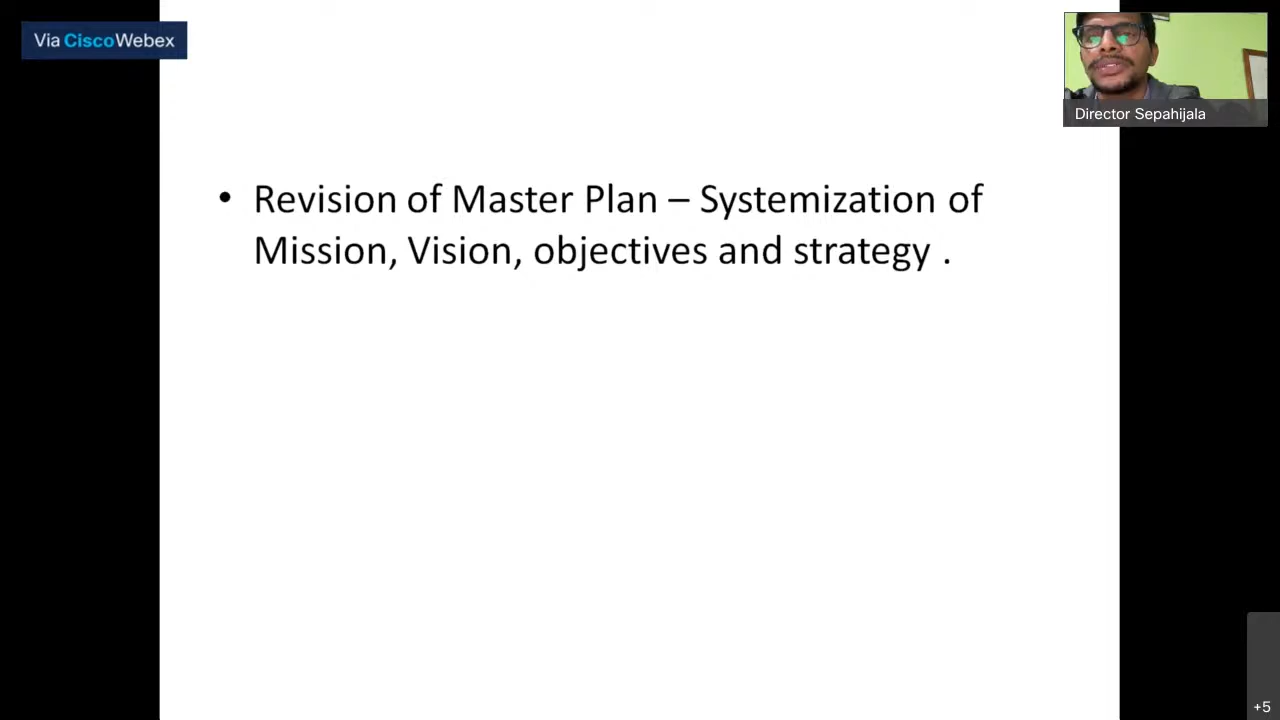 Via CiscoWebex
Director Sepahijala
• Revision of Master Plan – Systemization of
Mission, Vision, objectives and strategy .
+5